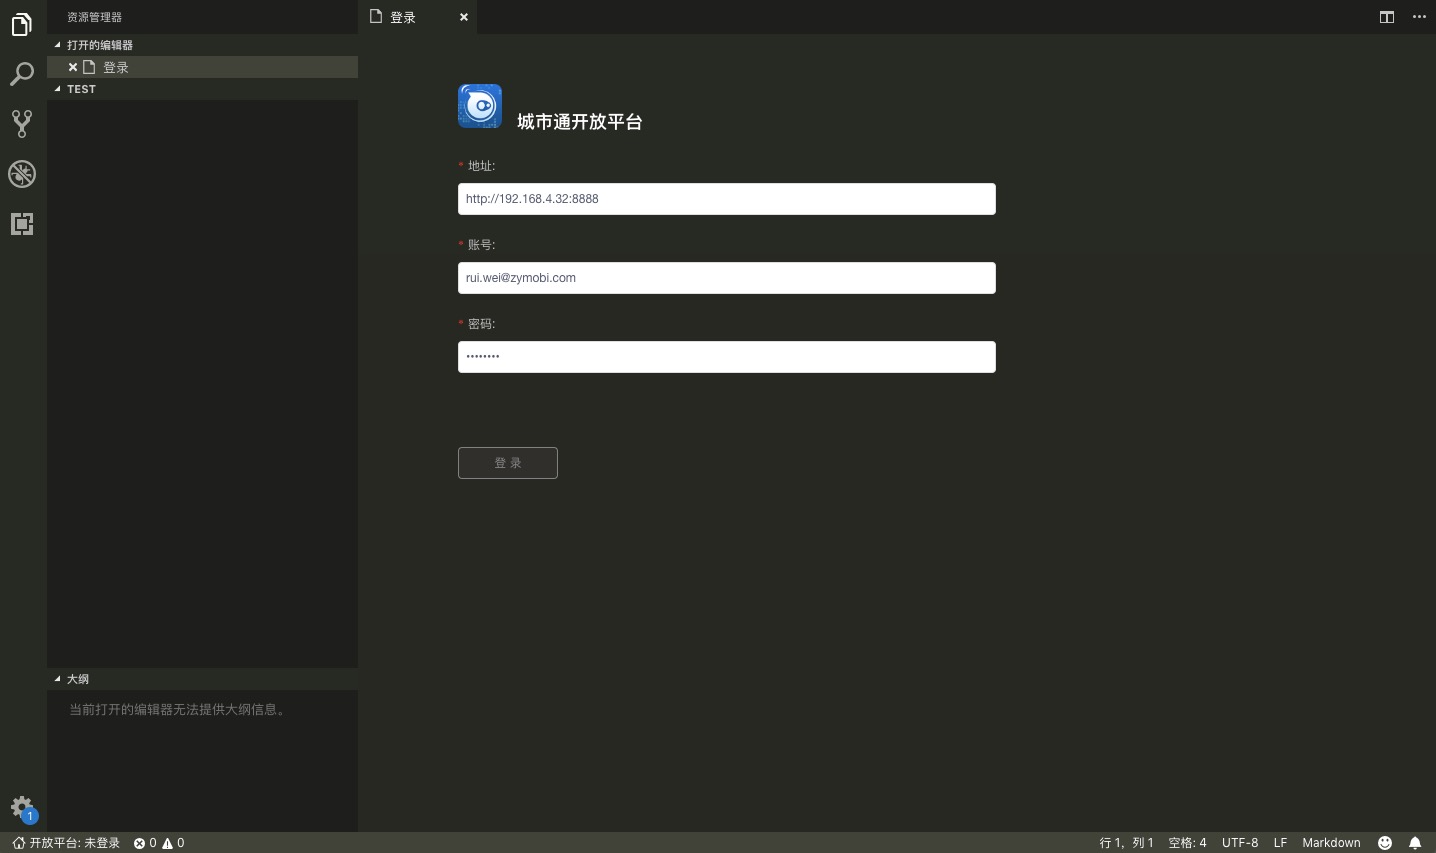 资源管理器
打开的编辑器
登录
TEST
大纲
当前打开的编辑器无法提供大纲信息。
登录
城市通开放平台
* 地址:
http://192.168.4.32:8888
* 账号:
rui.wei@zymobi.com
* 密码:
••••••••
登 录
1
开放平台: 未登录 0 0 行 1，列 1 空格: 4 UTF-8 LF Markdown